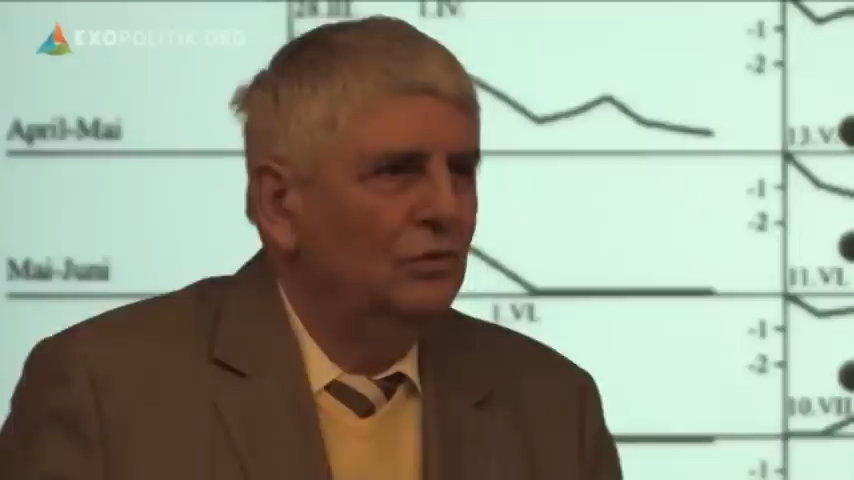 EXOPOLITIK.ORG
28.III.
1.IV.
-1
-2
April-Mai
13.V.
-1
-2
Mai-Juni
1.VI.
11.VI.
-1
-2
10.VII
-1